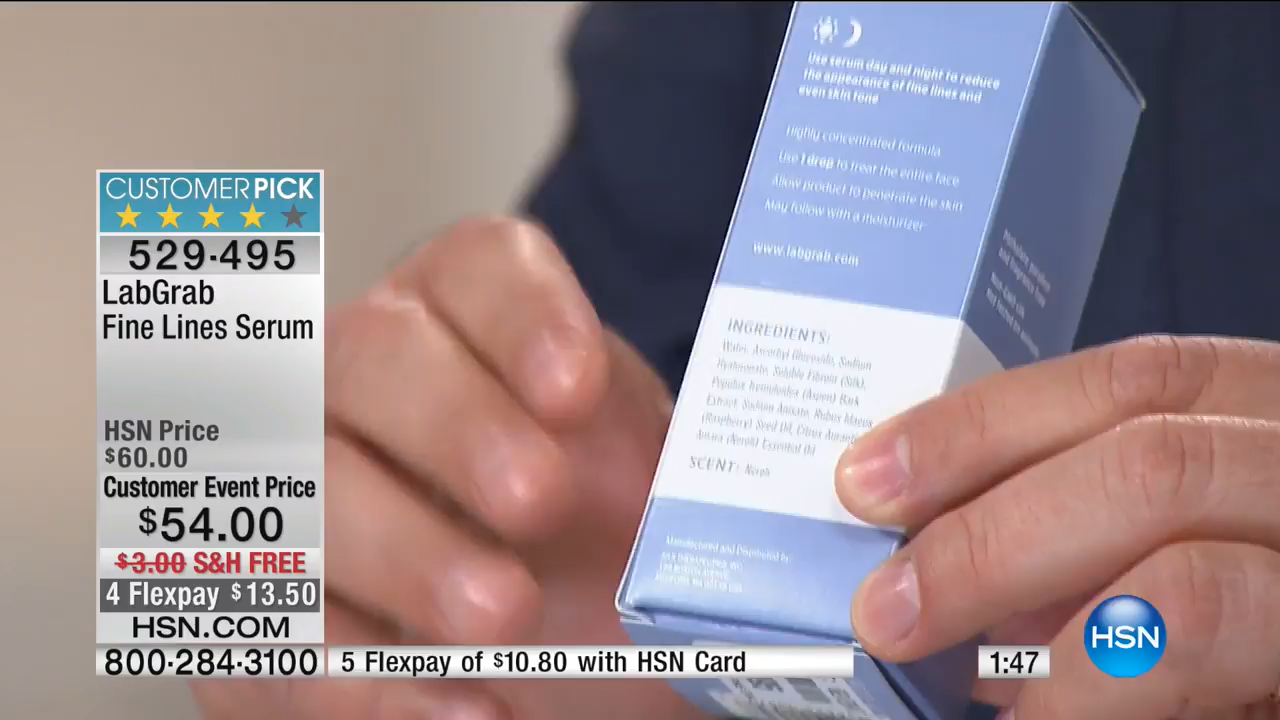 CUSTOMER PICK
529-495
LabGrab
Fine Lines Serum
HSN Price
$60.00
Customer Event Price
$54.00
$3.00 S&H FREE
4 Flexpay $13.50
HSN.COM
800-284-3100
5 Flexpay of $10.80 with HSN Card
1:47
HSN
Use serum day and night to reduce
the appearance of fine lines and
even skin tone
Highly concentrated formula
Use 1 drop to treat the entire face
Allow product to penetrate the skin
May follow with a moisturizer
www.labgrab.com
INGREDIENTS:
Water, Ascorbyl Glucoside, Sodium
Hyaluronate, Soluble Fibroin (Silk),
Populus tremuloides (Aspen) Bark
Extract, Sodium Anisate, Rubus Idaeus
(Raspberry) Seed Oil, Citrus
Amara (Neroli) Essential Oil
SCENT: Neroli
Manufactured and Distributed by: